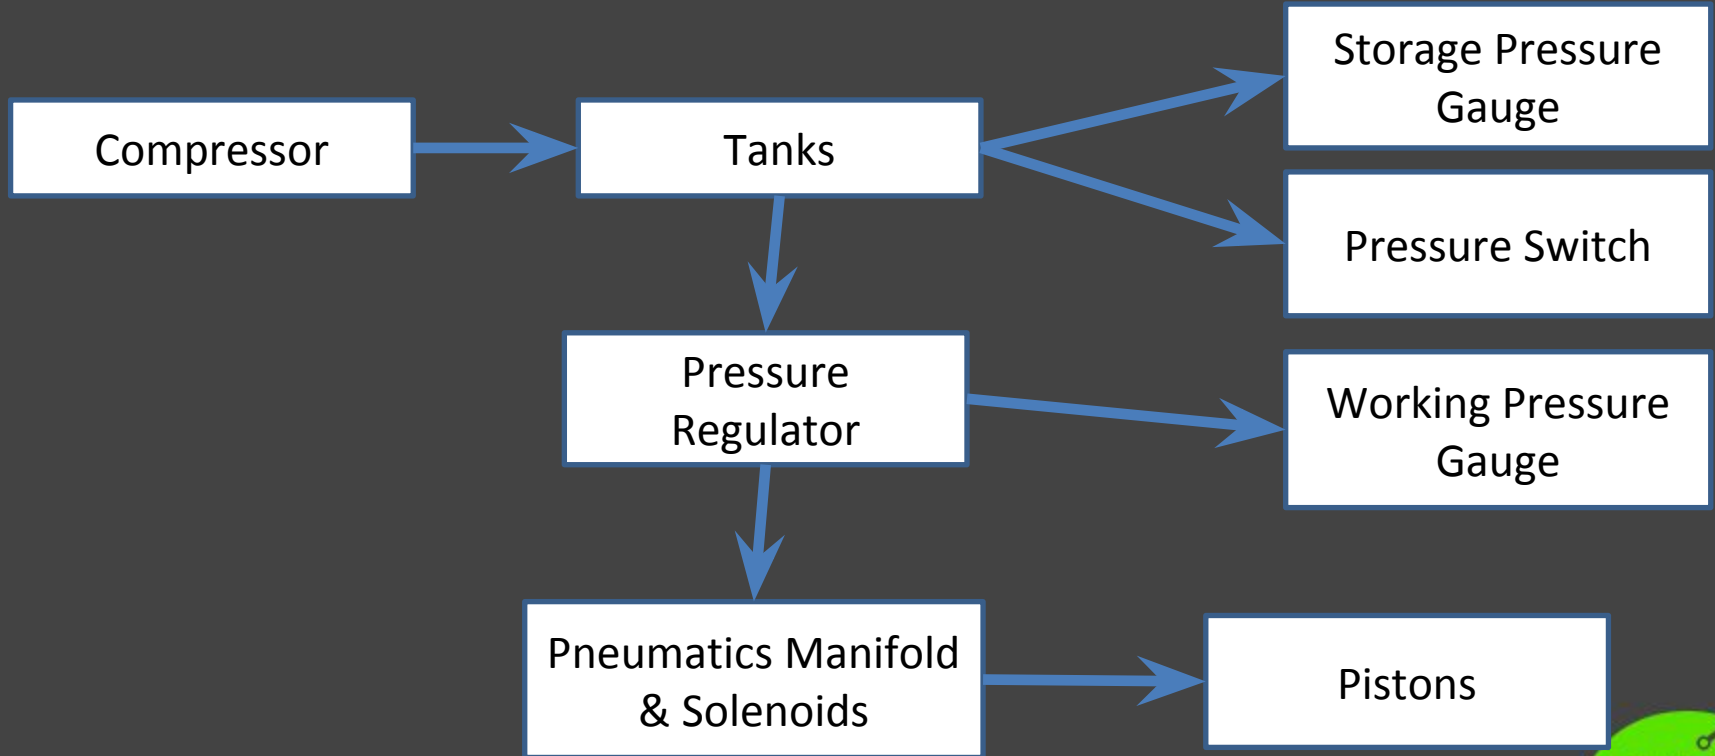 Storage Pressure
Gauge
Compressor
Tanks
Pressure Switch
Pressure
Regulator
Working Pressure
Gauge
Pneumatics Manifold
& Solenoids
Pistons